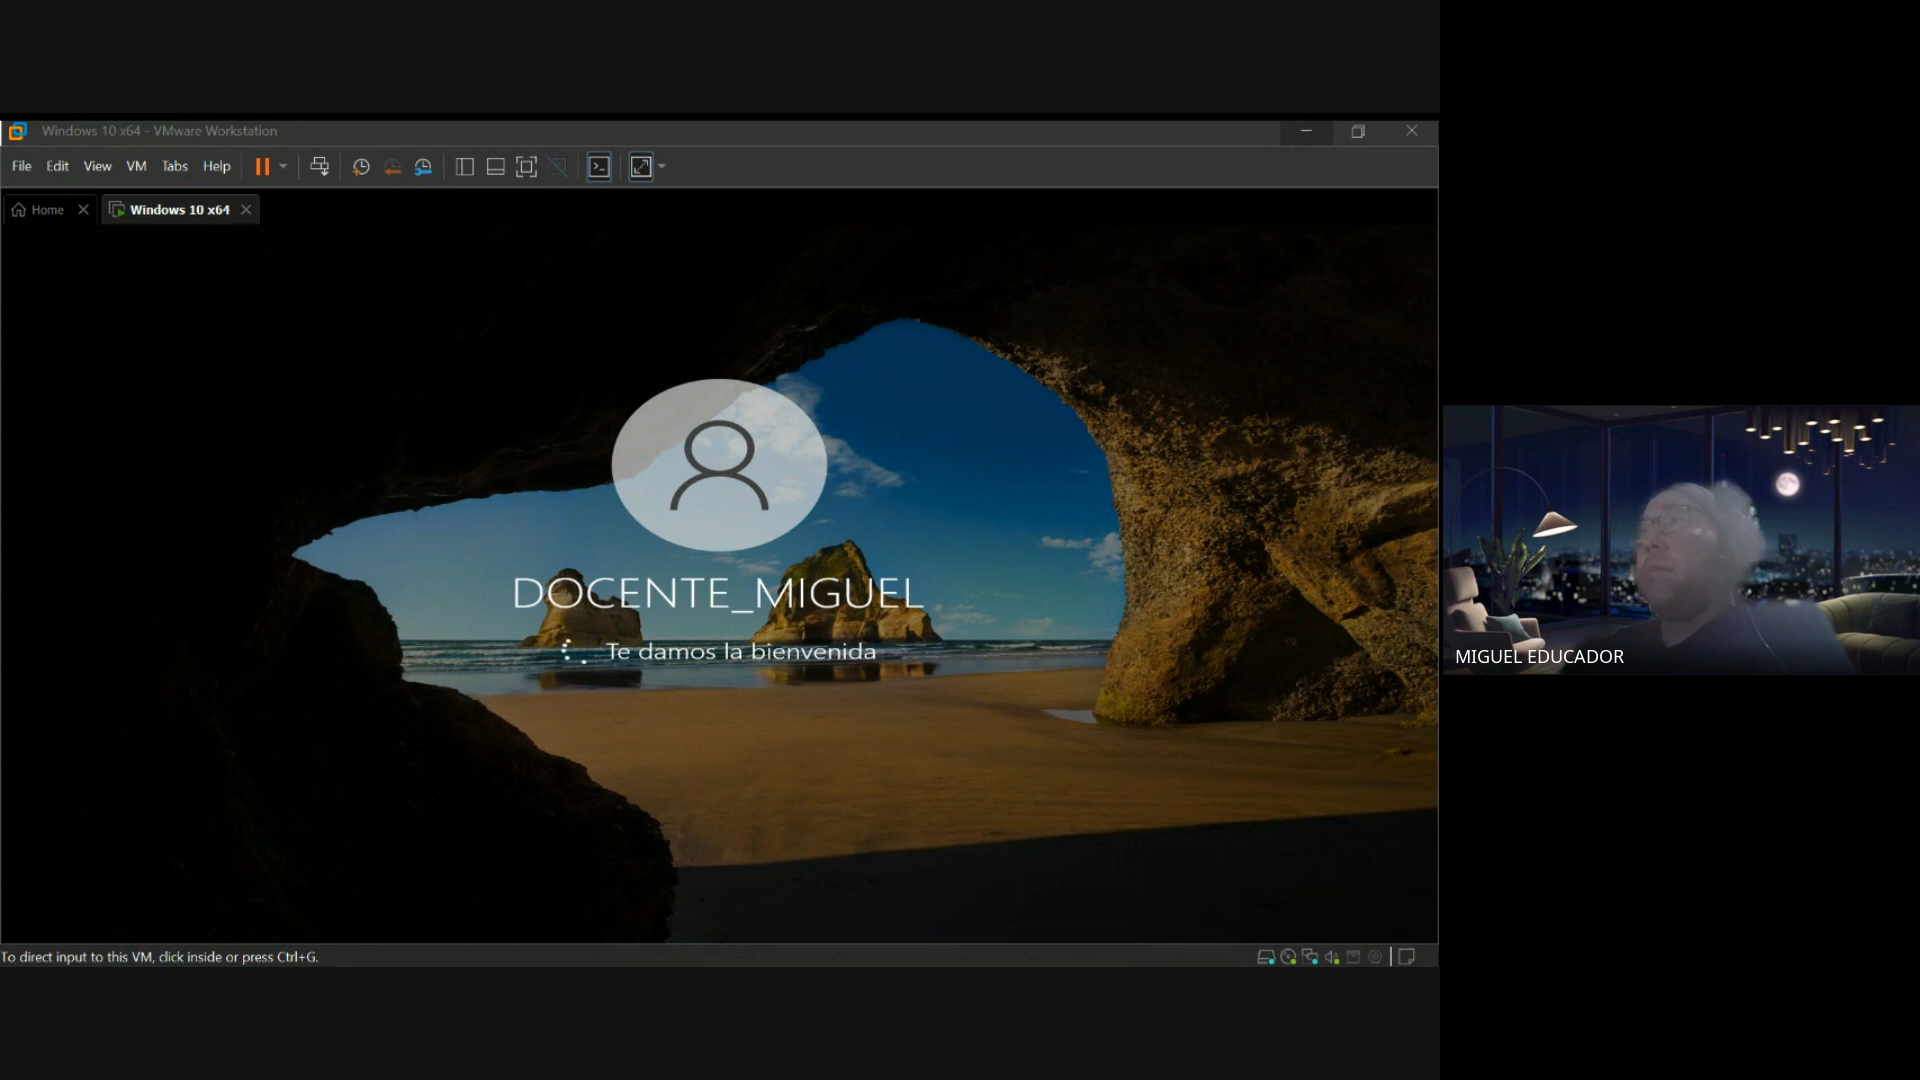 Windows 10 x64 - VMware Workstation
File Edit View VM Tabs Help
Home Windows 10 x64
DOCENTE_MIGUEL
Te damos la bienvenida
MIGUEL EDUCADOR
To direct input to this VM, click inside or press Ctrl+G.